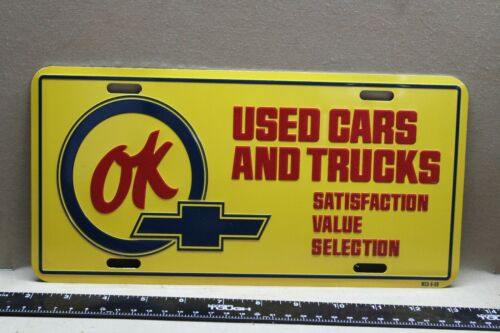 OK
USED CARS
AND TRUCKS
SATISFACTION
VALUE
SELECTION